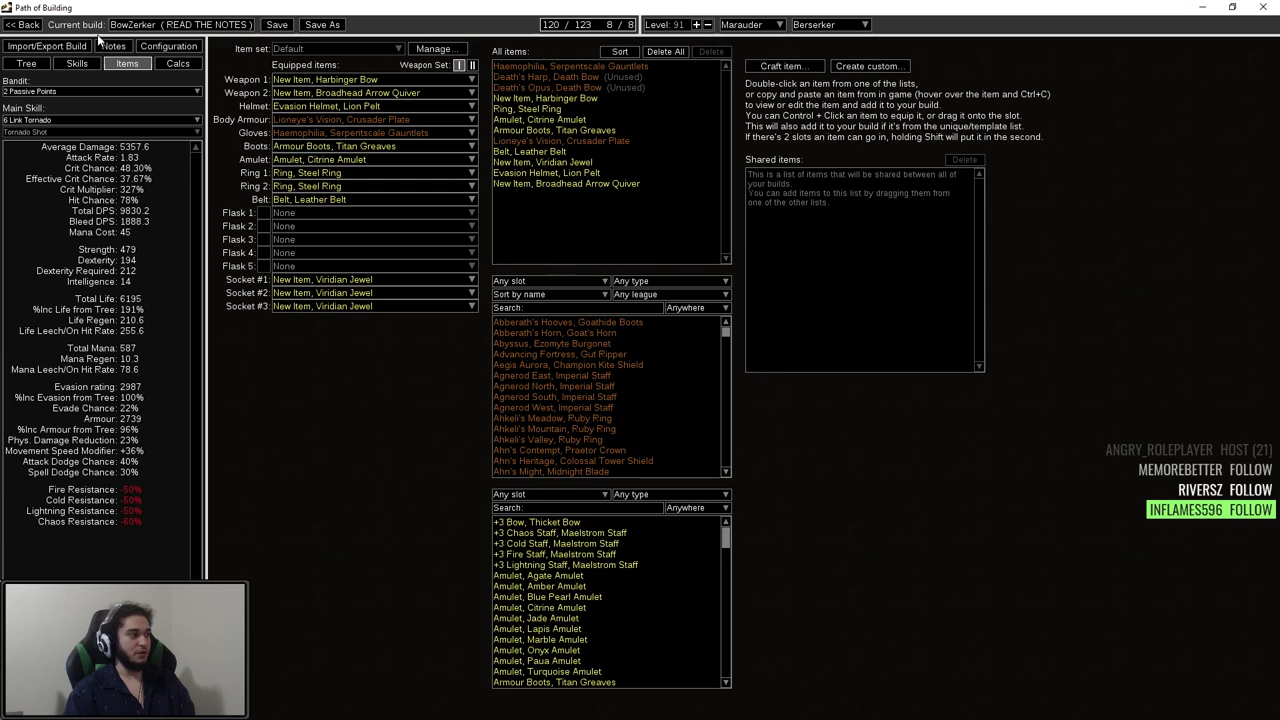 Path of Building
<< Back
Current build:
BowZerker ( READ THE NOTES )
Save
Save As
120 / 123 8 / 8
Level: 91
Marauder
Berserker
Import/Export Build
Notes
Configuration
Tree
Skills
Items
Calcs
Bandit:
2 Passive Points
Main Skill:
6 Link Tornado
Tornado Shot
Average Damage: 5357.6
Attack Rate: 1.83
Crit Chance: 48.30%
Effective Crit Chance: 37.67%
Crit Multiplier: 327%
Hit Chance: 78%
Total DPS: 9830.2
Bleed DPS: 1888.3
Mana Cost: 45
Strength: 479
Dexterity: 194
Dexterity Required: 212
Intelligence: 14
Total Life: 6195
%Inc Life from Tree: 191%
Life Regen: 210.6
Life Leech/On Hit Rate: 255.6
Total Mana: 587
Mana Regen: 10.3
Mana Leech/On Hit Rate: 78.6
Evasion rating: 2987
%Inc Evasion from Tree: 100%
Evade Chance: 22%
Armour: 2739
%Inc Armour from Tree: 96%
Phys. Damage Reduction: 23%
Movement Speed Modifier: +36%
Attack Dodge Chance: 40%
Spell Dodge Chance: 30%
Fire Resistance: -50%
Cold Resistance: -50%
Lightning Resistance: -50%
Chaos Resistance: -60%
Item set:
Default
Manage...
Equipped items:
Weapon Set: I II
Weapon 1: New Item, Harbinger Bow
Weapon 2: New Item, Broadhead Arrow Quiver
Helmet: Evasion Helmet, Lion Pelt
Body Armour: Lioneye's Vision, Crusader Plate
Gloves: Haemophilia, Serpentscale Gauntlets
Boots: Armour Boots, Titan Greaves
Amulet: Amulet, Citrine Amulet
Ring 1: Ring, Steel Ring
Ring 2: Ring, Steel Ring
Belt: Belt, Leather Belt
Flask 1: None
Flask 2: None
Flask 3: None
Flask 4: None
Flask 5: None
Socket #1: New Item, Viridian Jewel
Socket #2: New Item, Viridian Jewel
Socket #3: New Item, Viridian Jewel
All items:
Sort
Delete All
Delete
Haemophilia, Serpentscale Gauntlets
Death's Harp, Death Bow (Unused)
Death's Opus, Death Bow (Unused)
New Item, Harbinger Bow
Ring, Steel Ring
Amulet, Citrine Amulet
Armour Boots, Titan Greaves
Lioneye's Vision, Crusader Plate
Belt, Leather Belt
New Item, Viridian Jewel
Evasion Helmet, Lion Pelt
New Item, Broadhead Arrow Quiver
Any slot
Any type
Sort by name
Any league
Search:
Anywhere
Abberath's Hooves, Goathide Boots
Abberath's Horn, Goat's Horn
Abyssus, Ezomyte Burgonet
Advancing Fortress, Gut Ripper
Aegis Aurora, Champion Kite Shield
Agnerod East, Imperial Staff
Agnerod North, Imperial Staff
Agnerod South, Imperial Staff
Agnerod West, Imperial Staff
Ahkeli's Meadow, Ruby Ring
Ahkeli's Mountain, Ruby Ring
Ahkeli's Valley, Ruby Ring
Ahn's Contempt, Praetor Crown
Ahn's Heritage, Colossal Tower Shield
Ahn's Might, Midnight Blade
Any slot
Any type
Search:
Anywhere
+3 Bow, Thicket Bow
+3 Chaos Staff, Maelstrom Staff
+3 Cold Staff, Maelstrom Staff
+3 Fire Staff, Maelstrom Staff
+3 Lightning Staff, Maelstrom Staff
Amulet, Agate Amulet
Amulet, Amber Amulet
Amulet, Blue Pearl Amulet
Amulet, Citrine Amulet
Amulet, Jade Amulet
Amulet, Lapis Amulet
Amulet, Marble Amulet
Amulet, Onyx Amulet
Amulet, Paua Amulet
Amulet, Turquoise Amulet
Armour Boots, Titan Greaves
Craft item...
Create custom...
Double-click an item from one of the lists,
or copy and paste an item from in game (hover over the item and Ctrl+C)
to view or edit the item and add it to your build.
You can Control + Click an item to equip it, or drag it onto the slot.
This will also add it to your build if it's from the unique/template list.
If there's 2 slots an item can go in, holding Shift will put it in the second.
Shared items:
Delete
This is a list of items that will be shared between all of
your builds.
You can add items to this list by dragging them from
one of the other lists.
ANGRY_ROLEPLAYER HOST (21)
MEMOREBETTER FOLLOW
RIVERSZ FOLLOW
INFLAMES596 FOLLOW